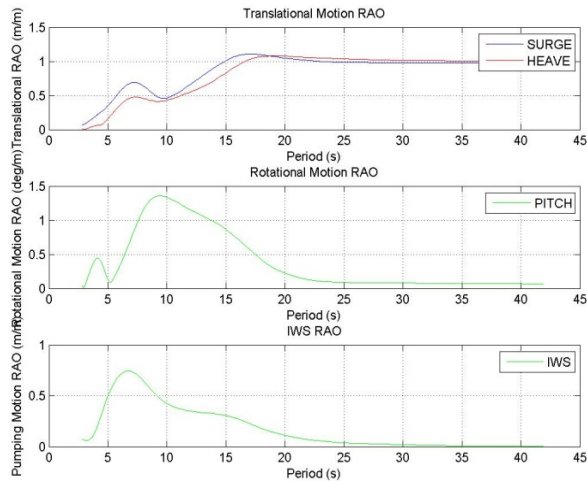 Translational Motion RAO
Translational RAO (m/m)
1.5
1
0.5
0
SURGE
HEAVE
0 5 10 15 20 25 30 35 40 45
Period (s)
Rotational Motion RAO
Rotational Motion RAO (deg/m)
1.5
1
0.5
0
PITCH
0 5 10 15 20 25 30 35 40 45
Period (s)
IWS RAO
Pumping Motion RAO (m/m)
1
0.5
0
IWS
0 5 10 15 20 25 30 35 40 45
Period (s)